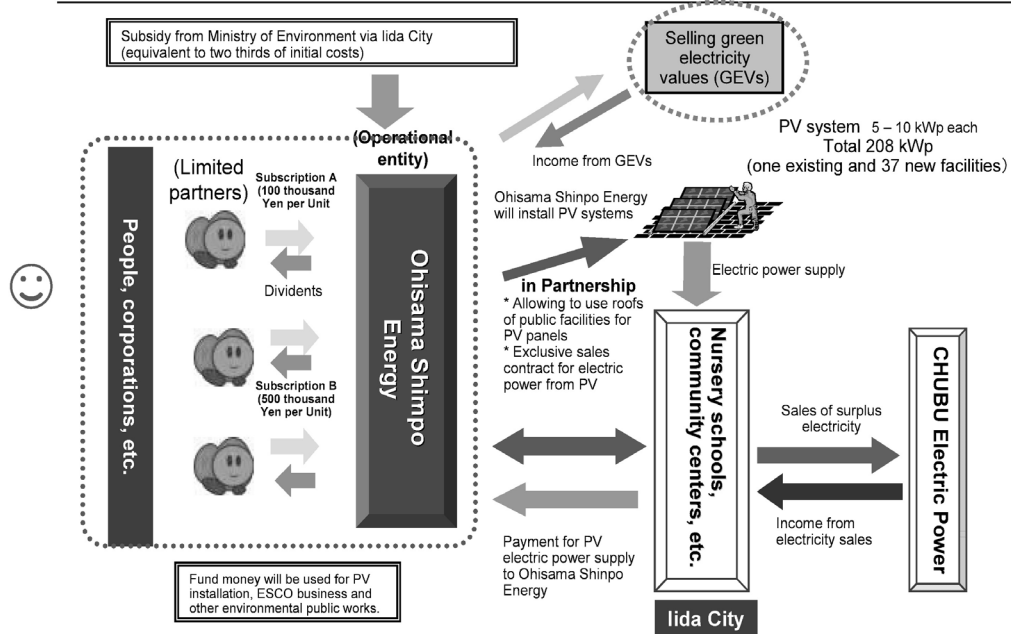 Subsidy from Ministry of Environment via Iida City
(equivalent to two thirds of initial costs)
Selling green
electricity
values (GEVs)
PV system 5 – 10 kWp each
Total 208 kWp
(one existing and 37 new facilities)
Income from GEVs
(Operational
entity)
(Limited
partners)
Subscription A
(100 thousand
Yen per Unit
Dividents
Subscription B
(500 thousand
Yen per Unit)
People, corporations, etc.
Ohisama Shimpo
Energy
Ohisama Shinpo Energy
will install PV systems
Electric power supply
in Partnership
* Allowing to use roofs
of public facilities for
PV panels
* Exclusive sales
contract for electric
power from PV
Nursery schools,
community centers, etc.
CHUBU Electric Power
Sales of surplus
electricity
Income from
electricity sales
Payment for PV
electric power supply
to Ohisama Shinpo
Energy
Fund money will be used for PV
installation, ESCO business and
other environmental public works.
Iida City